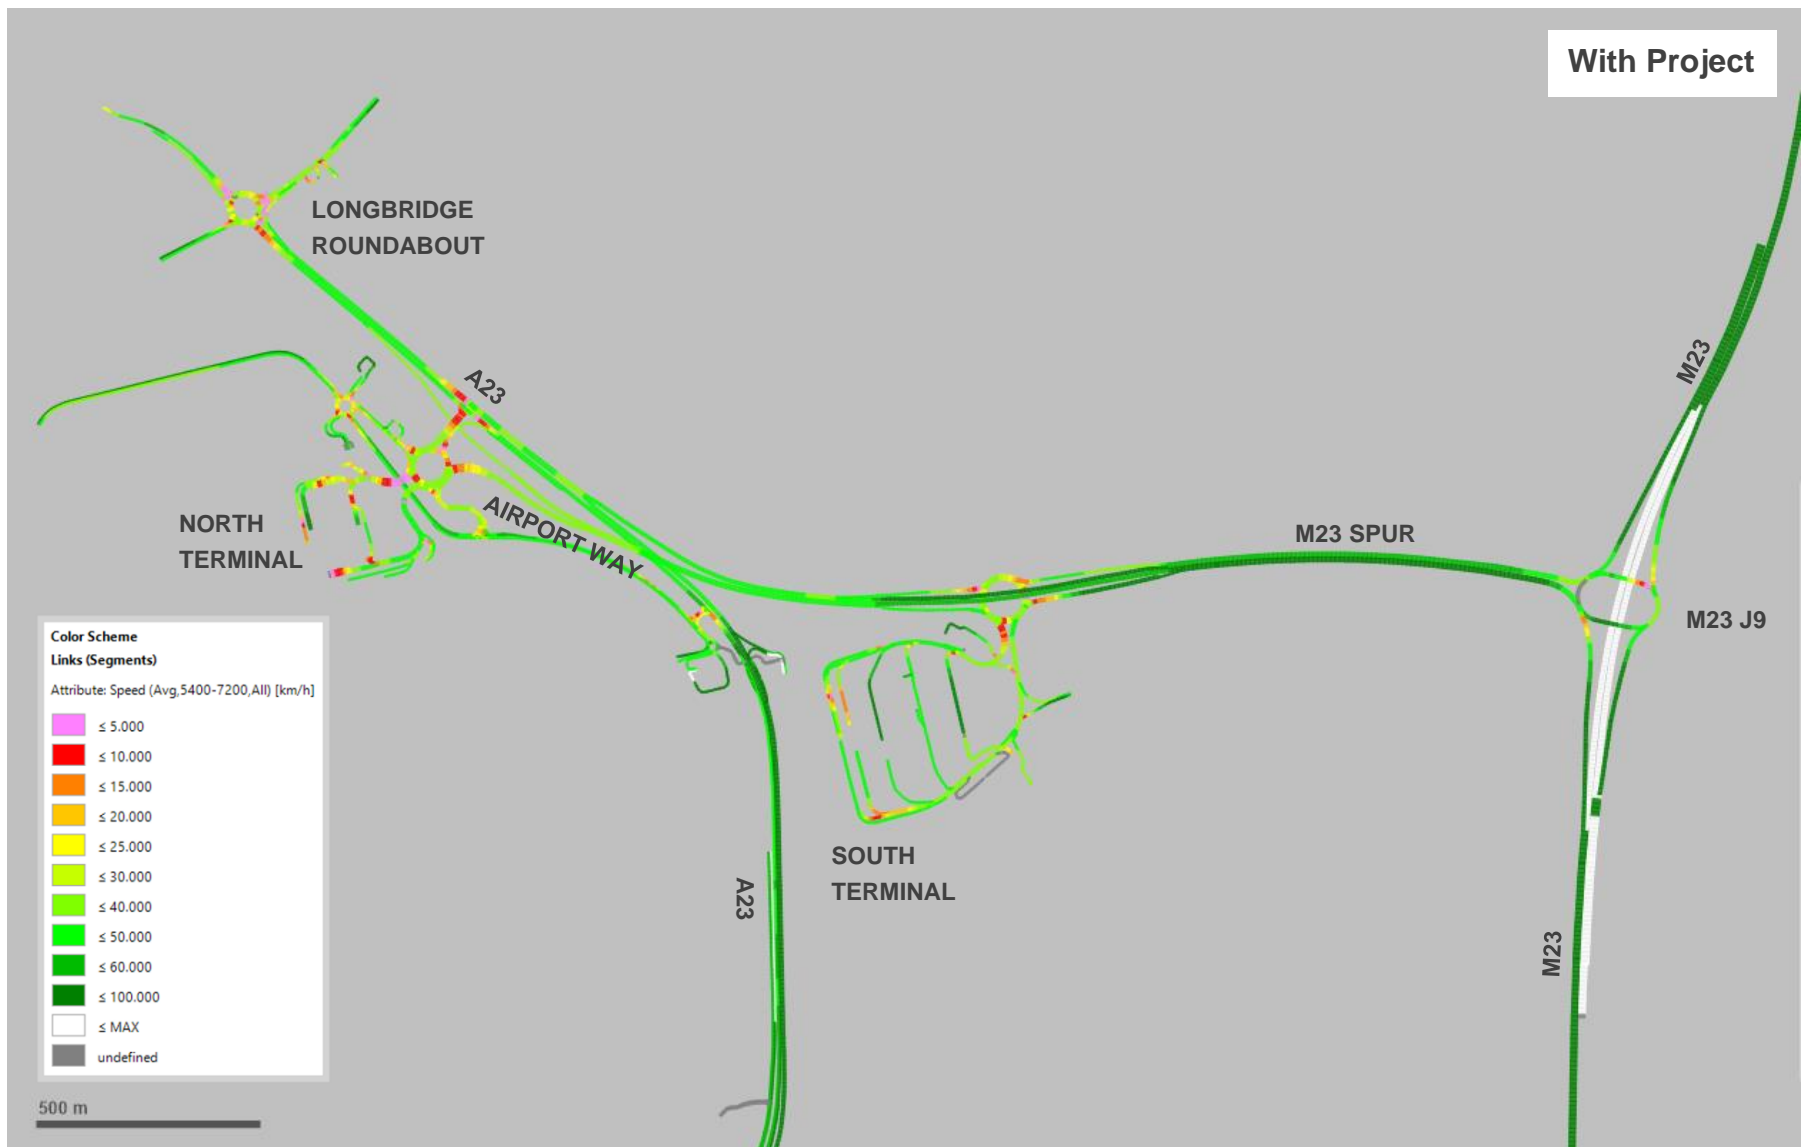 With Project
LONGBRIDGE
ROUNDABOUT
A23
M23
NORTH
TERMINAL
AIRPORT WAY
M23 SPUR
M23 J9
Color Scheme
Links (Segments)
Attribute: Speed (Avg,5400-7200,All) [km/h]
≤ 5.000
≤ 10.000
≤ 15.000
≤ 20.000
≤ 25.000
≤ 30.000
≤ 40.000
≤ 50.000
≤ 60.000
≤ 100.000
≤ MAX
undefined
SOUTH
TERMINAL
A23
M23
500 m